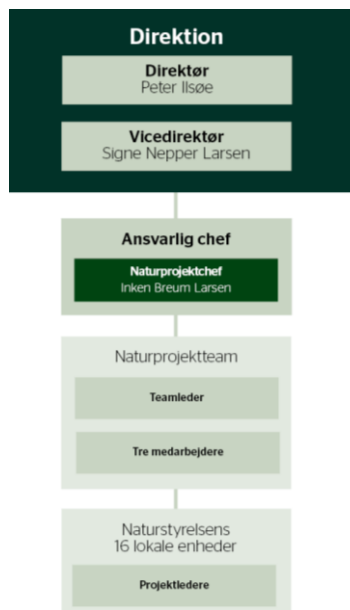 Direktion
Direktør
Peter Ilsøe
Vicedirektør
Signe Nepper Larsen
Ansvarlig chef
Naturprojektchef
Inken Breum Larsen
Naturprojektteam
Teamleder
Tre medarbejdere
Naturstyrelsens
16 lokale enheder
Projektledere